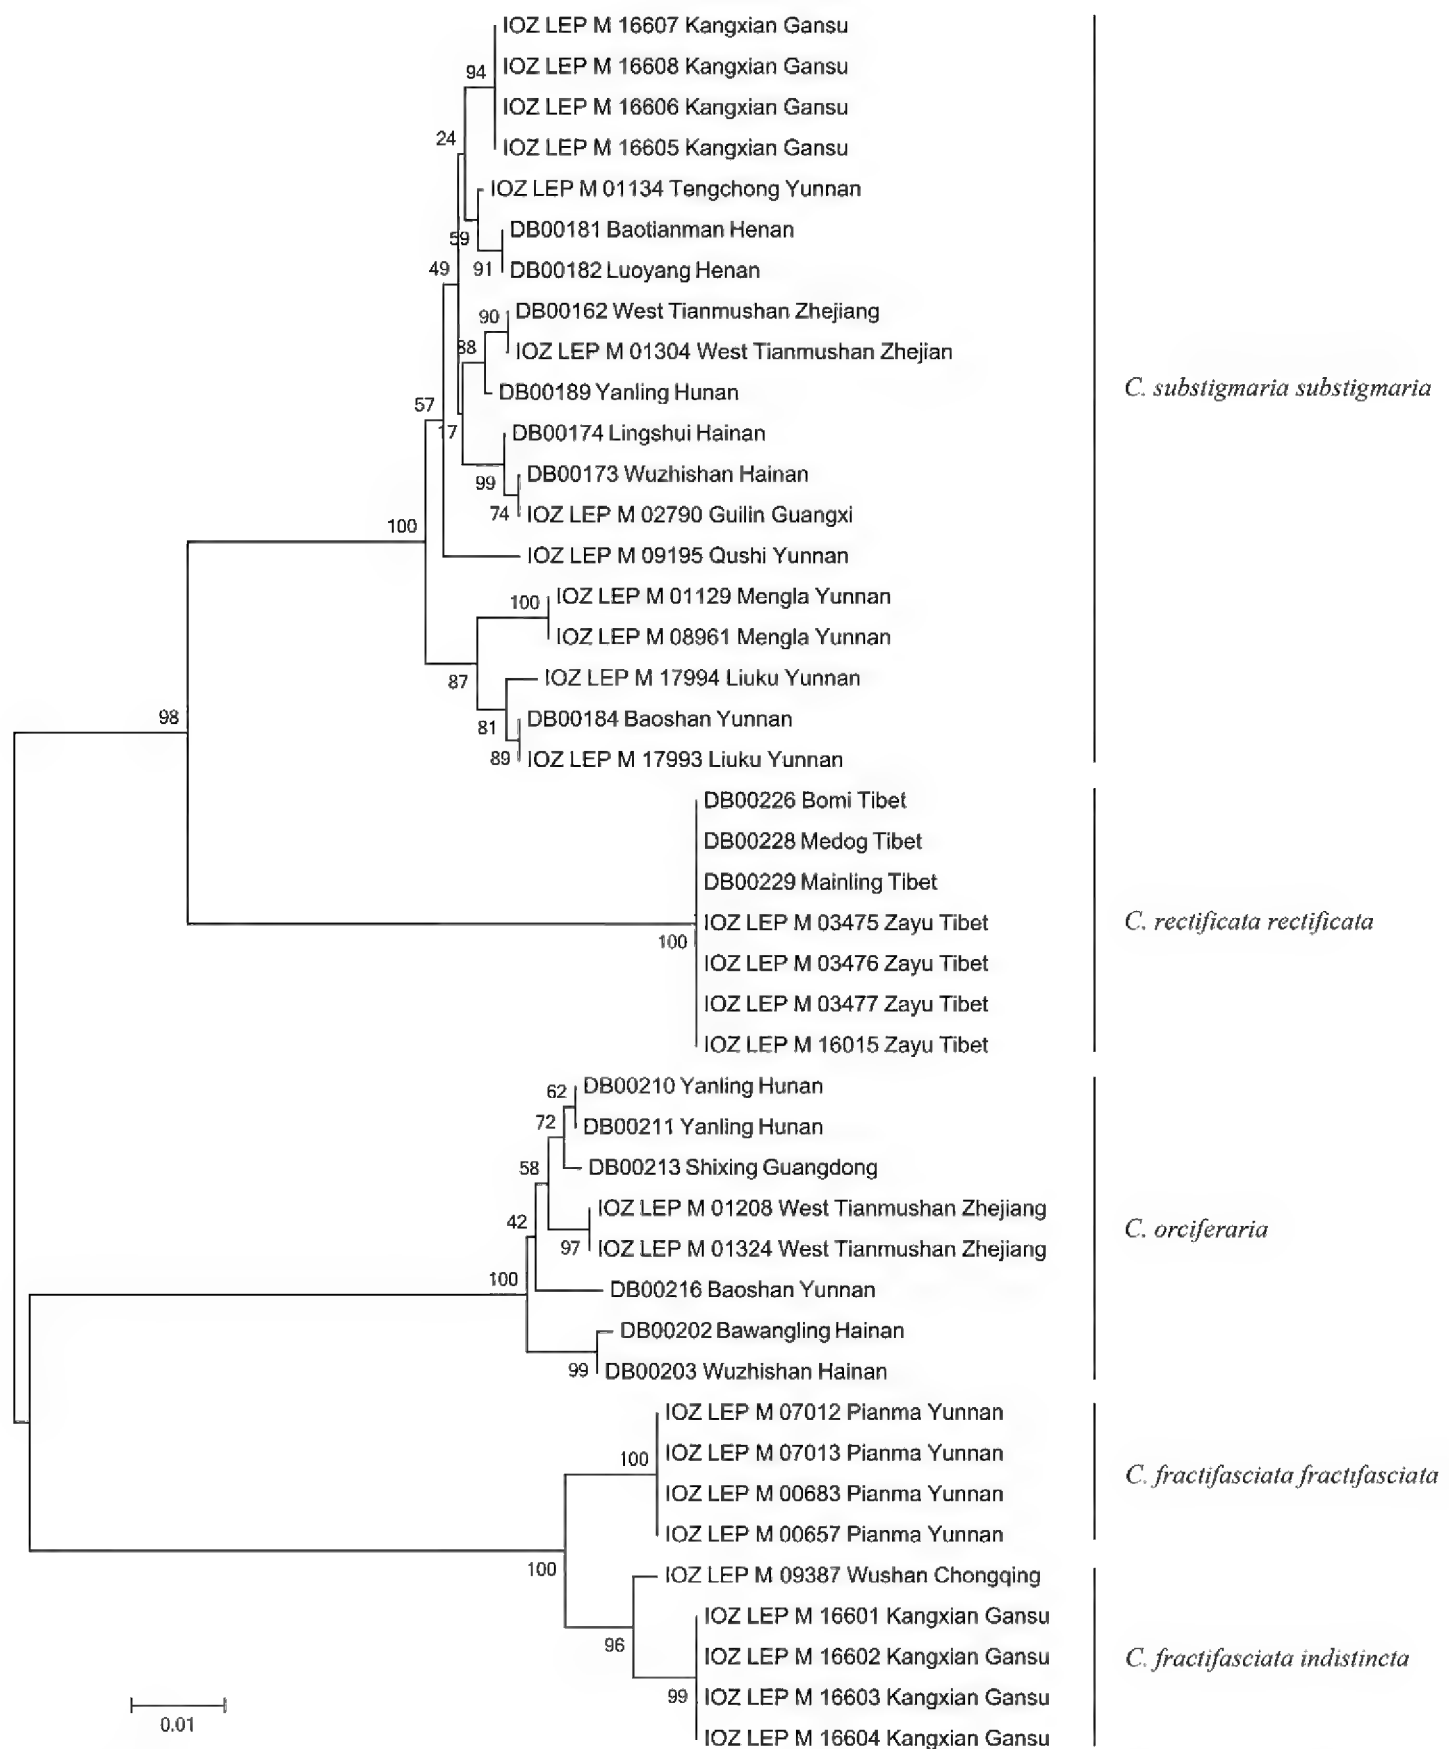 IOZ LEP M 16607 Kangxian Gansu
IOZ LEP M 16608 Kangxian Gansu
94
IOZ LEP M 16606 Kangxian Gansu
24
IOZ LEP M 16605 Kangxian Gansu
IOZ LEP M 01134 Tengchong Yunnan
59
DB00181 Baotianman Henan
49
91
DB00182 Luoyang Henan
90
DB00162 West Tianmushan Zhejiang
88
IOZ LEP M 01304 West Tianmushan Zhejian
C. substigmaria substigmaria
DB00189 Yanling Hunan
57
17
DB00174 Lingshui Hainan
99
DB00173 Wuzhishan Hainan
74
IOZ LEP M 02790 Guilin Guangxi
100
IOZ LEP M 09195 Qushi Yunnan
100
IOZ LEP M 01129 Mengla Yunnan
IOZ LEP M 08961 Mengla Yunnan
87
IOZ LEP M 17994 Liuku Yunnan
98
81
DB00184 Baoshan Yunnan
89
IOZ LEP M 17993 Liuku Yunnan
DB00226 Bomi Tibet
DB00228 Medog Tibet
DB00229 Mainling Tibet
IOZ LEP M 03475 Zayu Tibet
C. rectificata rectificata
100
IOZ LEP M 03476 Zayu Tibet
IOZ LEP M 03477 Zayu Tibet
IOZ LEP M 16015 Zayu Tibet
62
DB00210 Yanling Hunan
72
DB00211 Yanling Hunan
58
DB00213 Shixing Guangdong
42
IOZ LEP M 01208 West Tianmushan Zhejiang
C. orciferaria
97
IOZ LEP M 01324 West Tianmushan Zhejiang
100
DB00216 Baoshan Yunnan
DB00202 Bawangling Hainan
99
DB00203 Wuzhishan Hainan
IOZ LEP M 07012 Pianma Yunnan
100
IOZ LEP M 07013 Pianma Yunnan
C. fractifasciata fractifasciata
IOZ LEP M 00683 Pianma Yunnan
IOZ LEP M 00657 Pianma Yunnan
100
IOZ LEP M 09387 Wushan Chongqing
IOZ LEP M 16601 Kangxian Gansu
96
IOZ LEP M 16602 Kangxian Gansu
C. fractifasciata indistincta
99
IOZ LEP M 16603 Kangxian Gansu
0.01
IOZ LEP M 16604 Kangxian Gansu